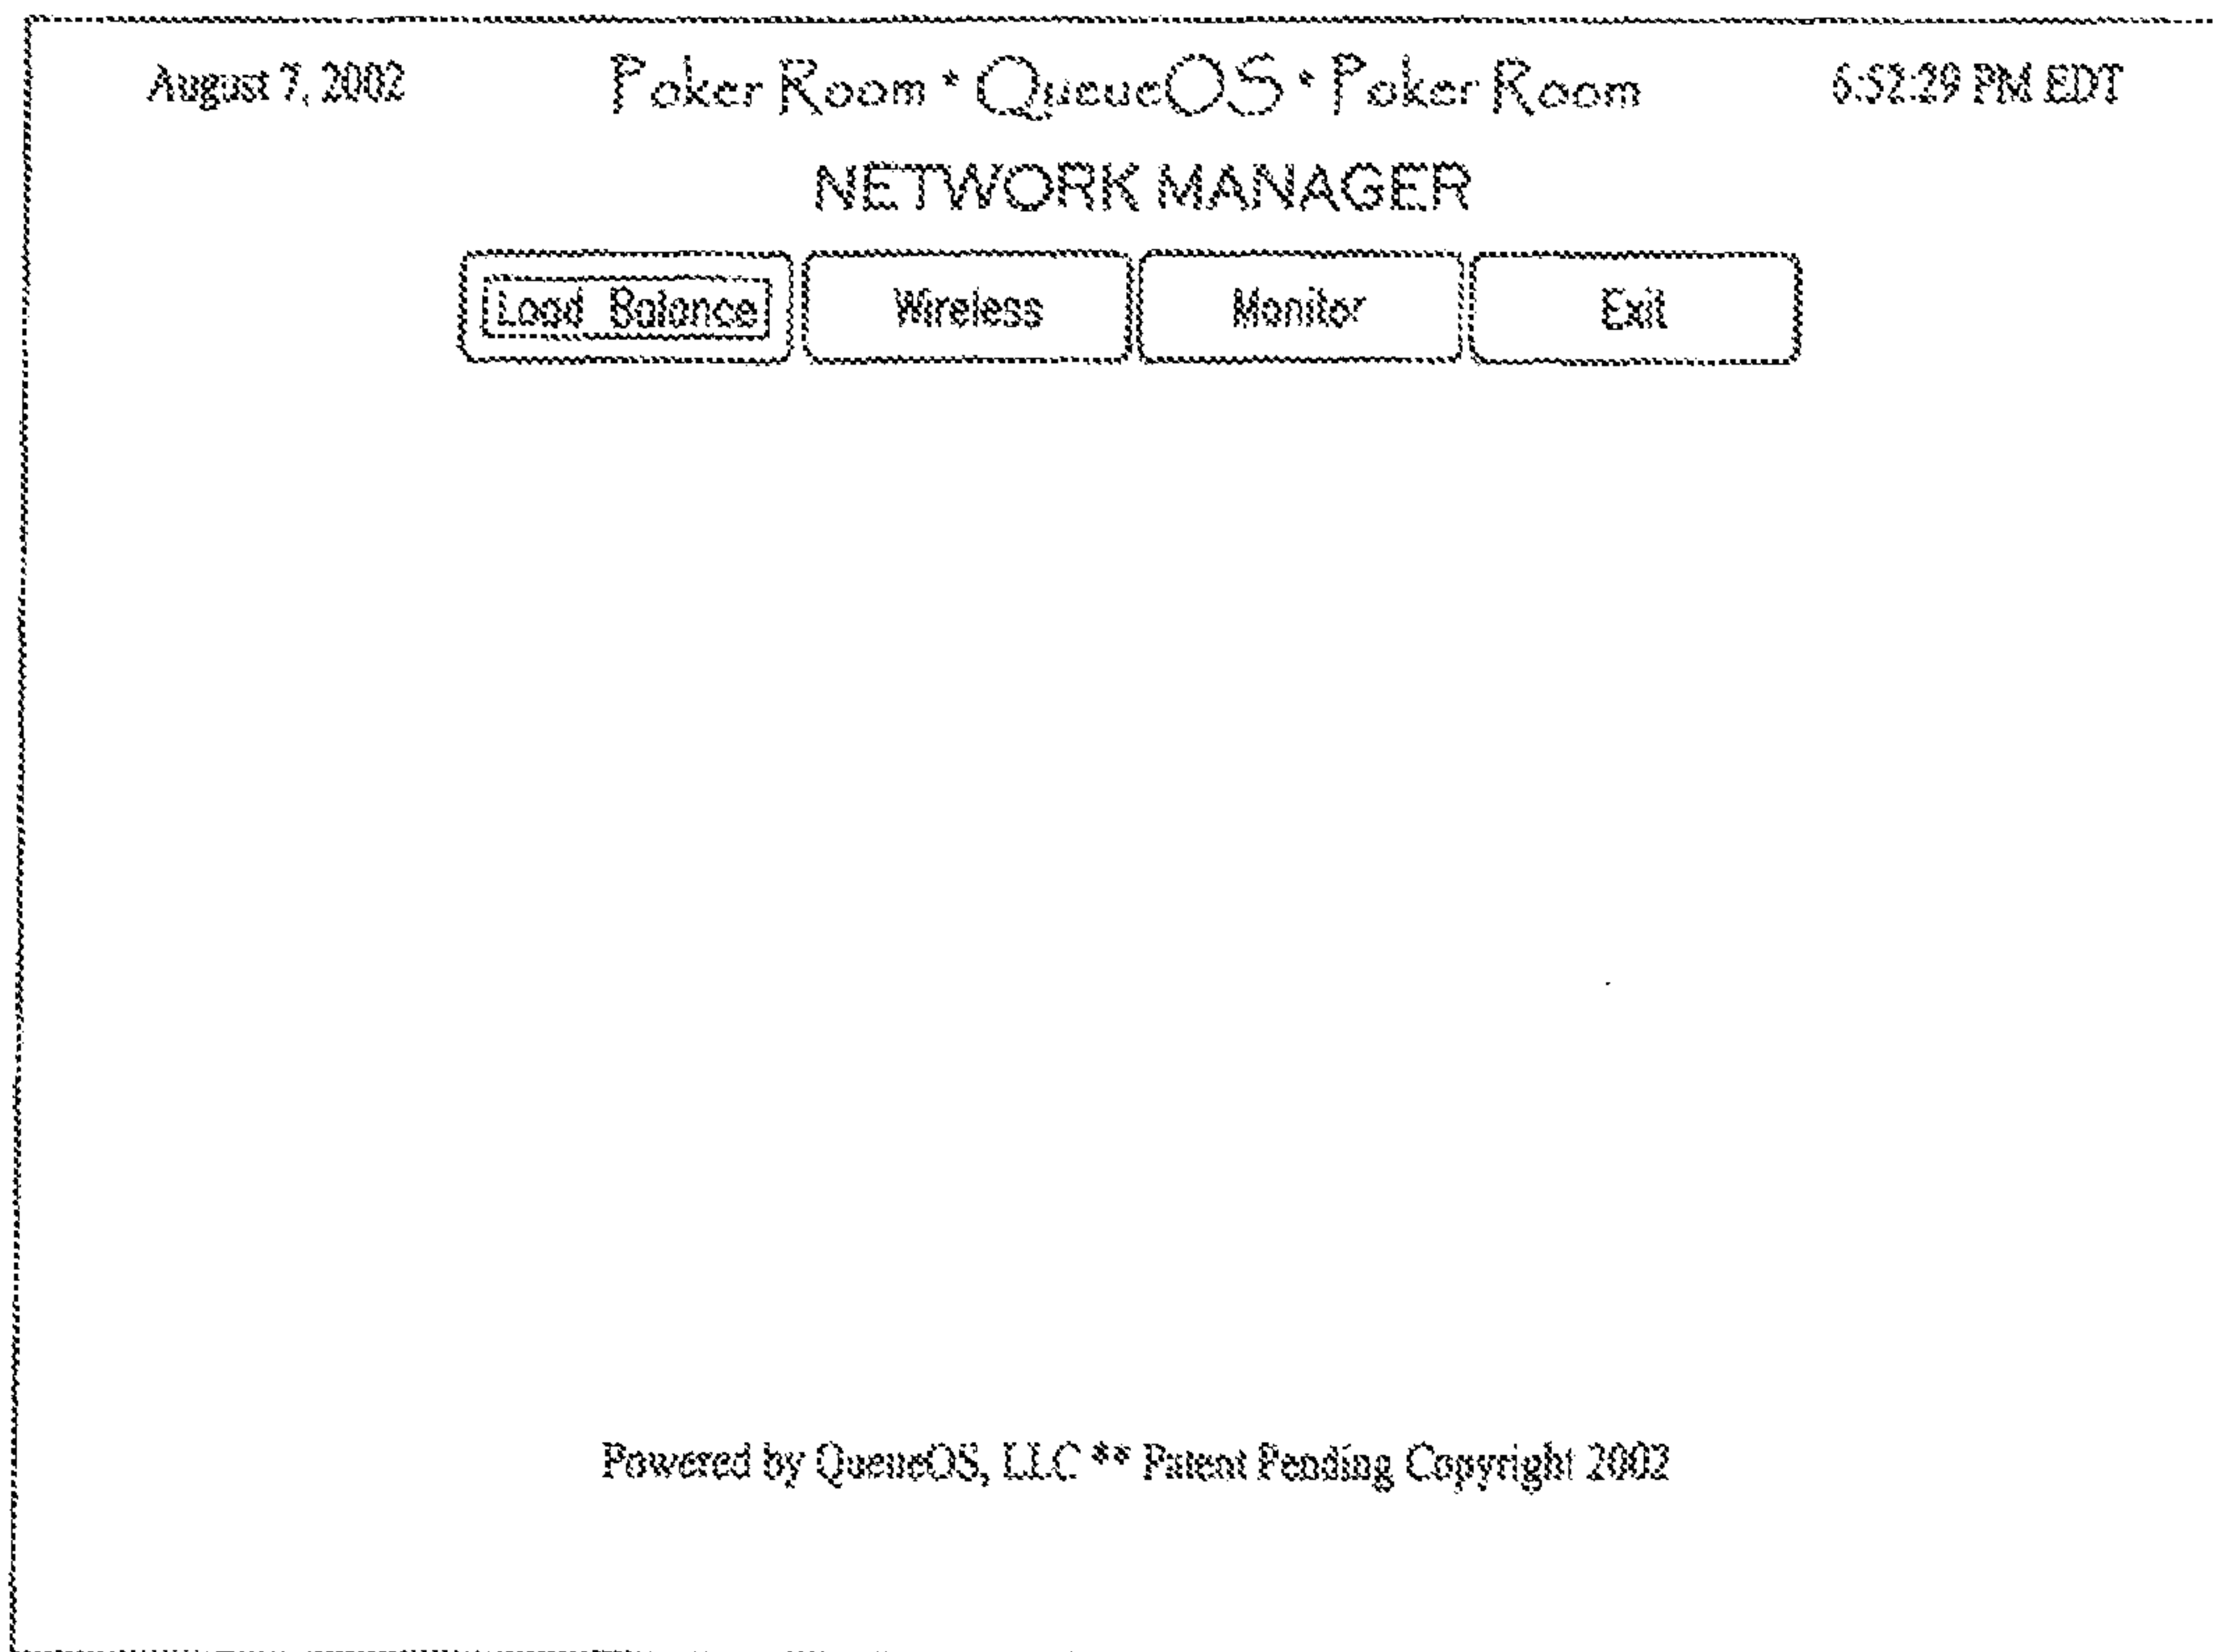 August 7, 2002 Poker Room * QueueOS * Poker Room 6:52:29 PM EDT
NETWORK MANAGER
Load Balance Wireless Monitor Exit
Powered by QueueOS, LLC ** Patent Pending Copyright 2002